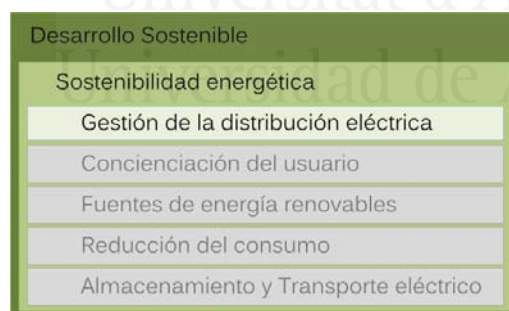 Desarrollo Sostenible
Sostenibilidad energética
Gestión de la distribución eléctrica
Concienciación del usuario
Fuentes de energía renovables
Reducción del consumo
Almacenamiento y Transporte eléctrico